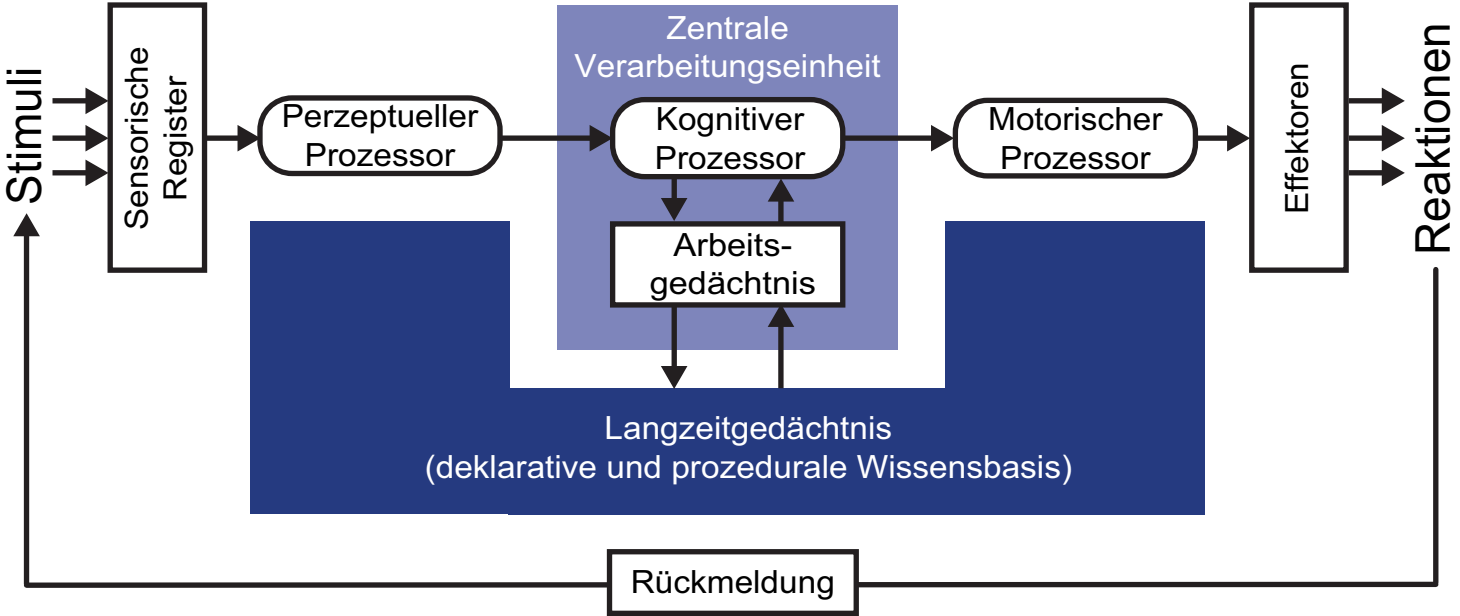 Stimuli
Sensorische
Register
Perzeptueller
Prozessor
Zentrale
Verarbeitungseinheit
Kognitiver
Prozessor
Arbeits-
gedächtnis
Motorischer
Prozessor
Effektoren
Reaktionen
Langzeitgedächtnis
(deklarative und prozedurale Wissensbasis)
Rückmeldung